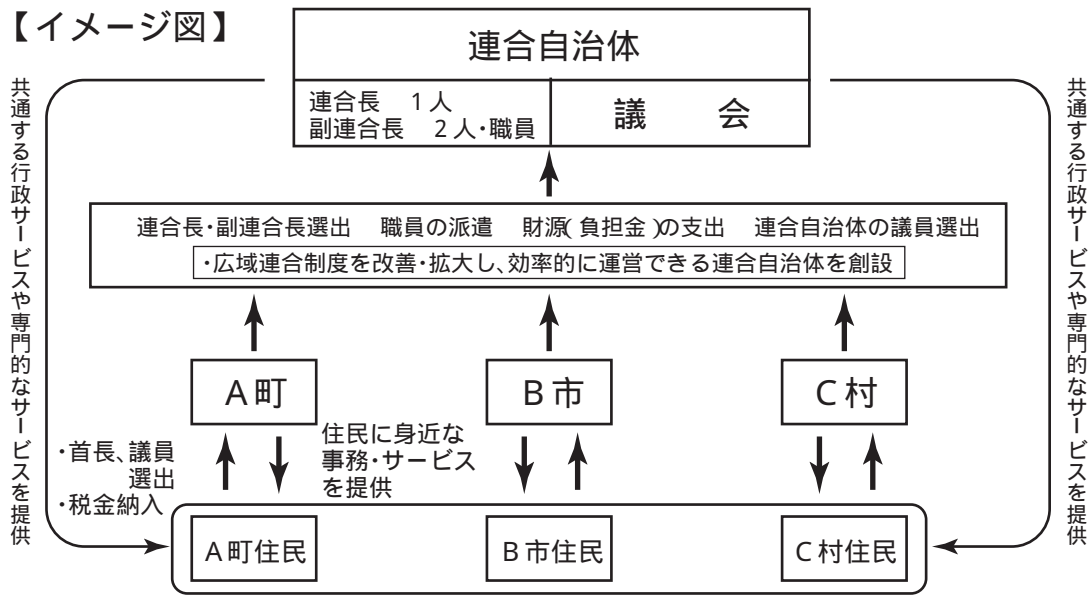 【イメージ図】
連合自治体
連合長 1人
副連合長 2人・職員
議 会
共通する行政サービスや専門的なサービスを提供
共通する行政サービスや専門的なサービスを提供
連合長・副連合長選出 職員の派遣 財源(負担金)の支出 連合自治体の議員選出
・広域連合制度を改善・拡大し、効率的に運営できる連合自治体を創設
A町
B市
C村
・首長、議員
選出
・税金納入
住民に身近な
事務・サービス
を提供
A町住民
B市住民
C村住民